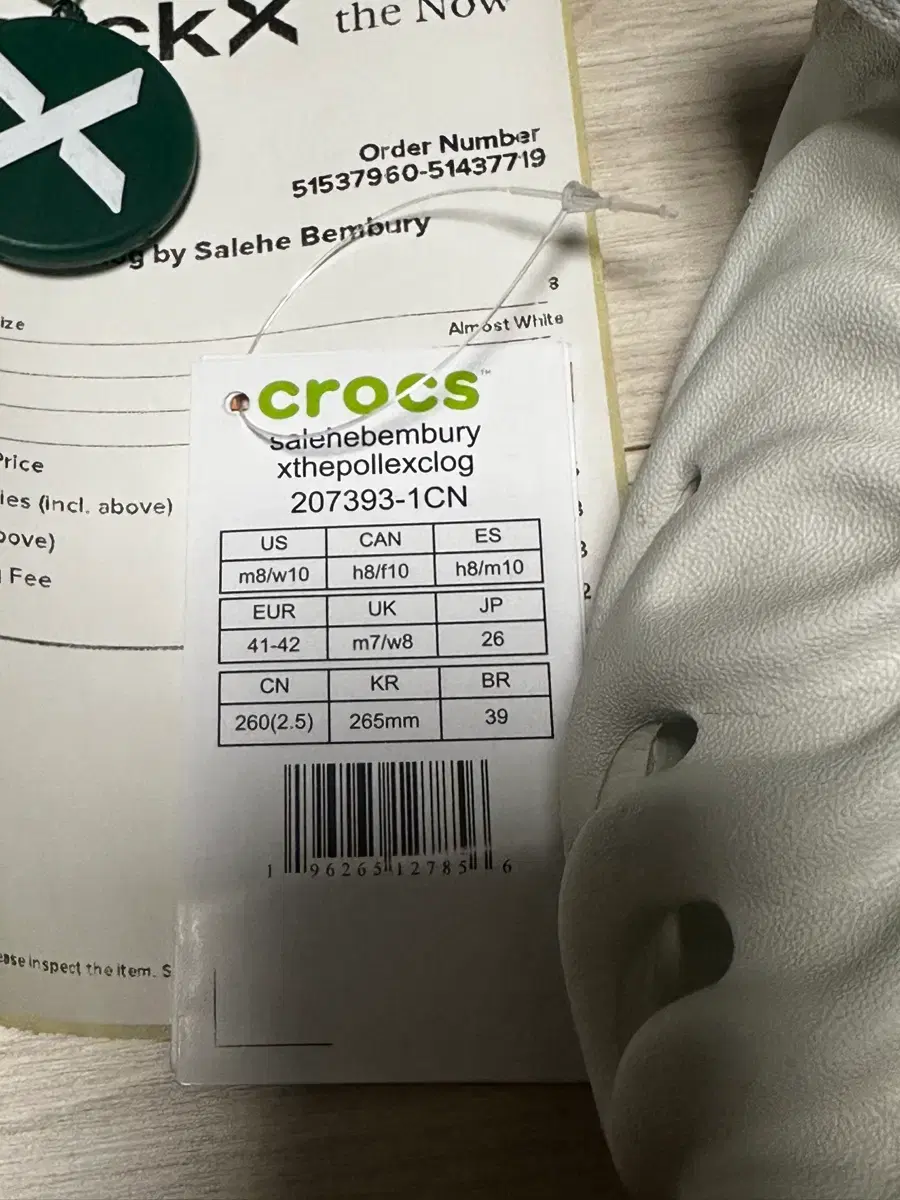 ckX
the Now
Order Number
51537960-51437719
g by Salehe Bembury
ize
8
Almost White
Price
ies (incl. above)
bove)
Fee
ease inspect the item. S
crocs™
salehebembury
xthepollexclog
207393-1CN
US CAN ES
m8/w10 h8/f10 h8/m10
EUR UK JP
41-42 m7/w8 26
CN KR BR
260(2.5) 265mm 39
1 96265 12785 6